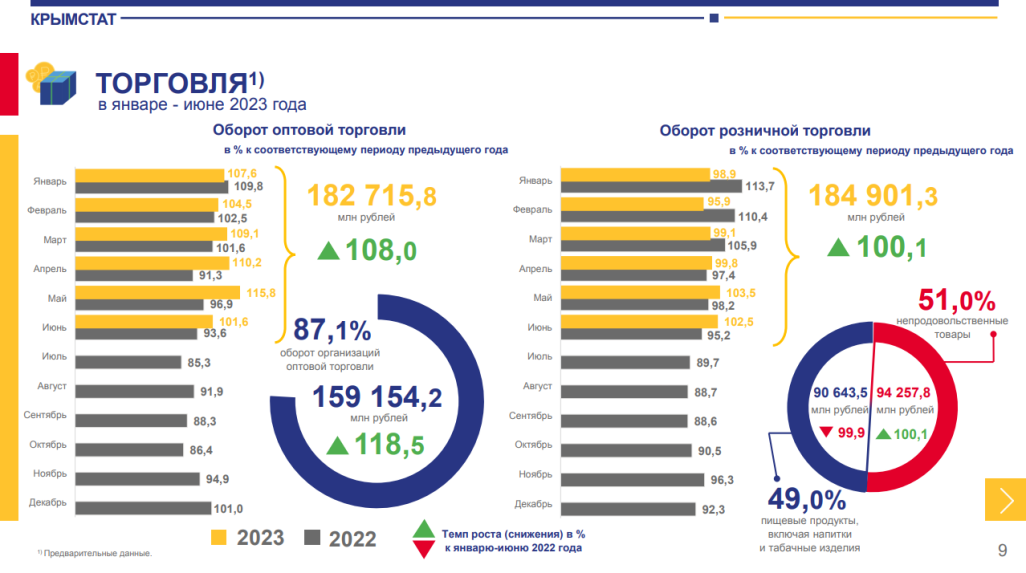 КРЫМСТАТ
ТОРГОВЛЯ¹⁾
в январе - июне 2023 года
Оборот оптовой торговли
в % к соответствующему периоду предыдущего года
Январь
107,6
109,8
Февраль
104,5
102,5
Март
109,1
101,6
Апрель
110,2
91,3
Май
115,8
96,9
Июнь
101,6
93,6
Июль
85,3
Август
91,9
Сентябрь
88,3
Октябрь
86,4
Ноябрь
94,9
Декабрь
101,0
182 715,8
млн рублей
108,0
87,1%
оборот организаций
оптовой торговли
159 154,2
млн рублей
118,5
Оборот розничной торговли
в % к соответствующему периоду предыдущего года
Январь
98,9
113,7
Февраль
95,9
110,4
Март
99,1
105,9
Апрель
99,8
97,4
Май
103,5
98,2
Июнь
102,5
95,2
Июль
89,7
Август
88,7
Сентябрь
88,6
Октябрь
90,5
Ноябрь
96,3
Декабрь
92,3
184 901,3
млн рублей
100,1
51,0%
непродовольственные
товары
90 643,5
млн рублей
99,9
94 257,8
млн рублей
100,1
49,0%
пищевые продукты,
включая напитки
и табачные изделия
2023
2022
Темп роста (снижения) в %
к январю-июню 2022 года
¹⁾ Предварительные данные.
9